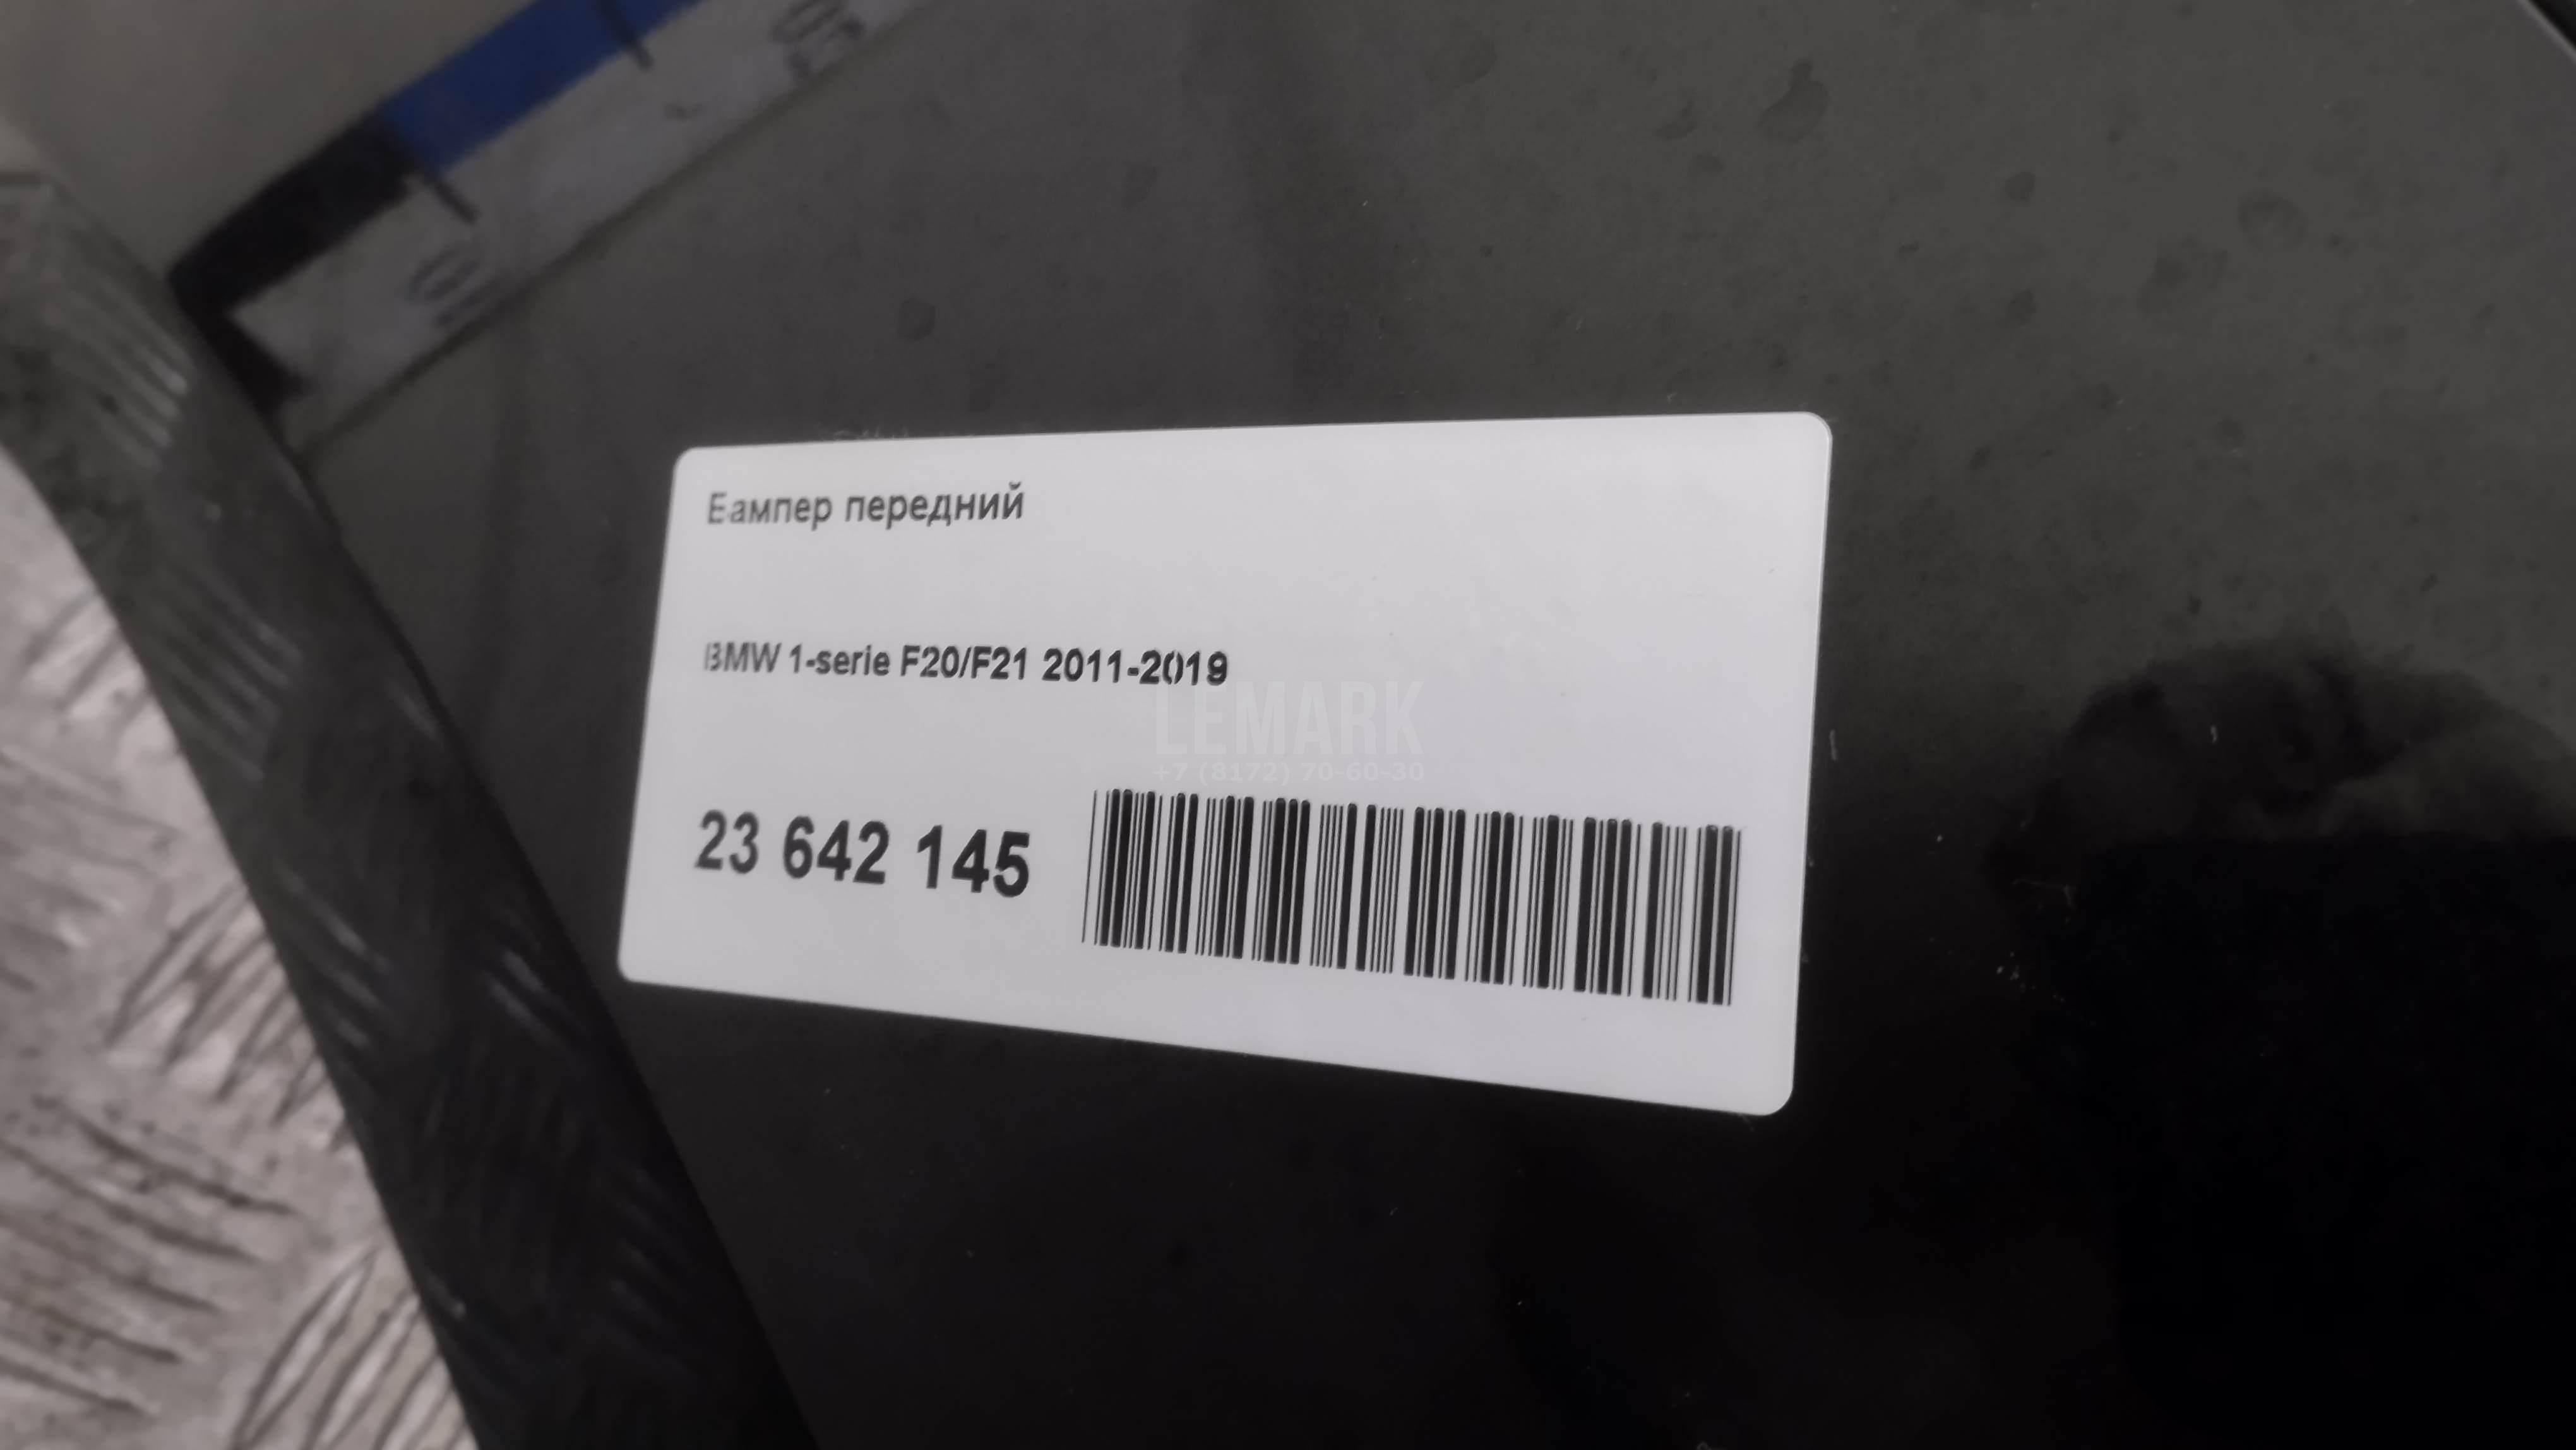 Бампер передний
BMW 1-serie F20/F21 2011-2019
LEMARK
+7 (8172) 70-60-30
23 642 145